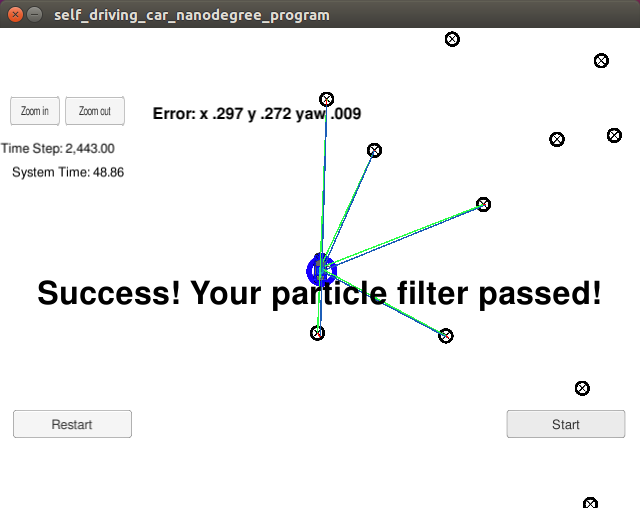 self_driving_car_nanodegree_program
Zoom in
Zoom out
Error: x .297 y .272 yaw .009
Time Step: 2,443.00
System Time: 48.86
Success! Your particle filter passed!
Restart
Start